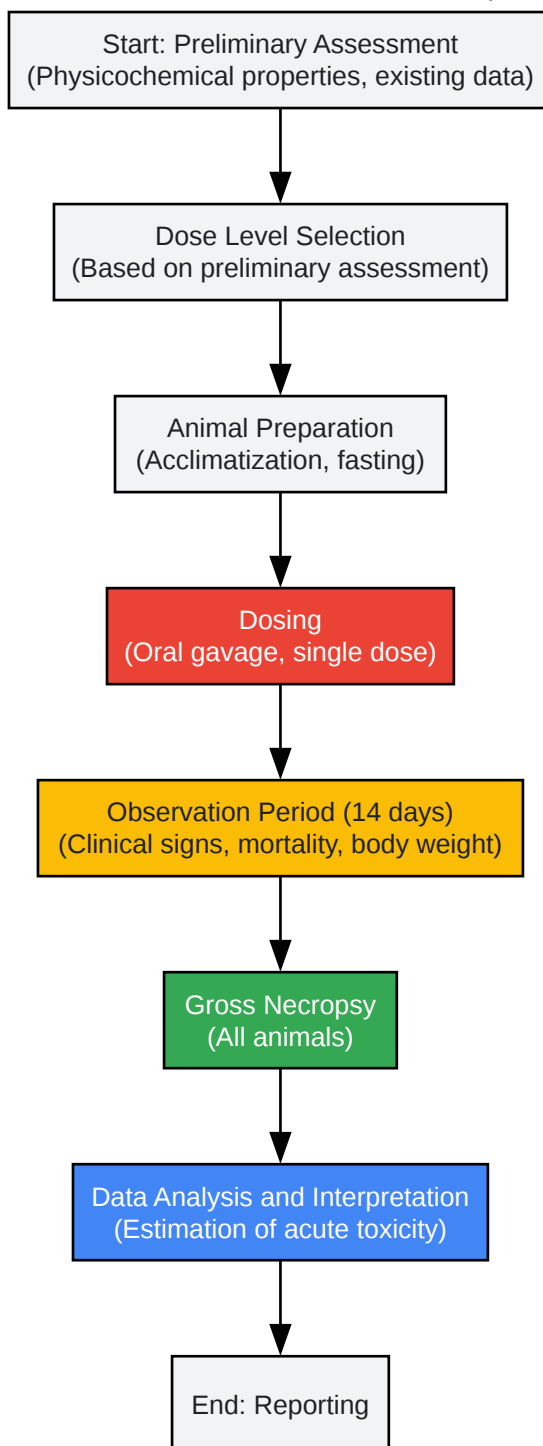 Start: Preliminary Assessment
(Physicochemical properties, existing data)
Dose Level Selection
(Based on preliminary assessment)
Animal Preparation
(Acclimatization, fasting)
Dosing
(Oral gavage, single dose)
Observation Period (14 days)
(Clinical signs, mortality, body weight)
Gross Necropsy
(All animals)
Data Analysis and Interpretation
(Estimation of acute toxicity)
End: Reporting